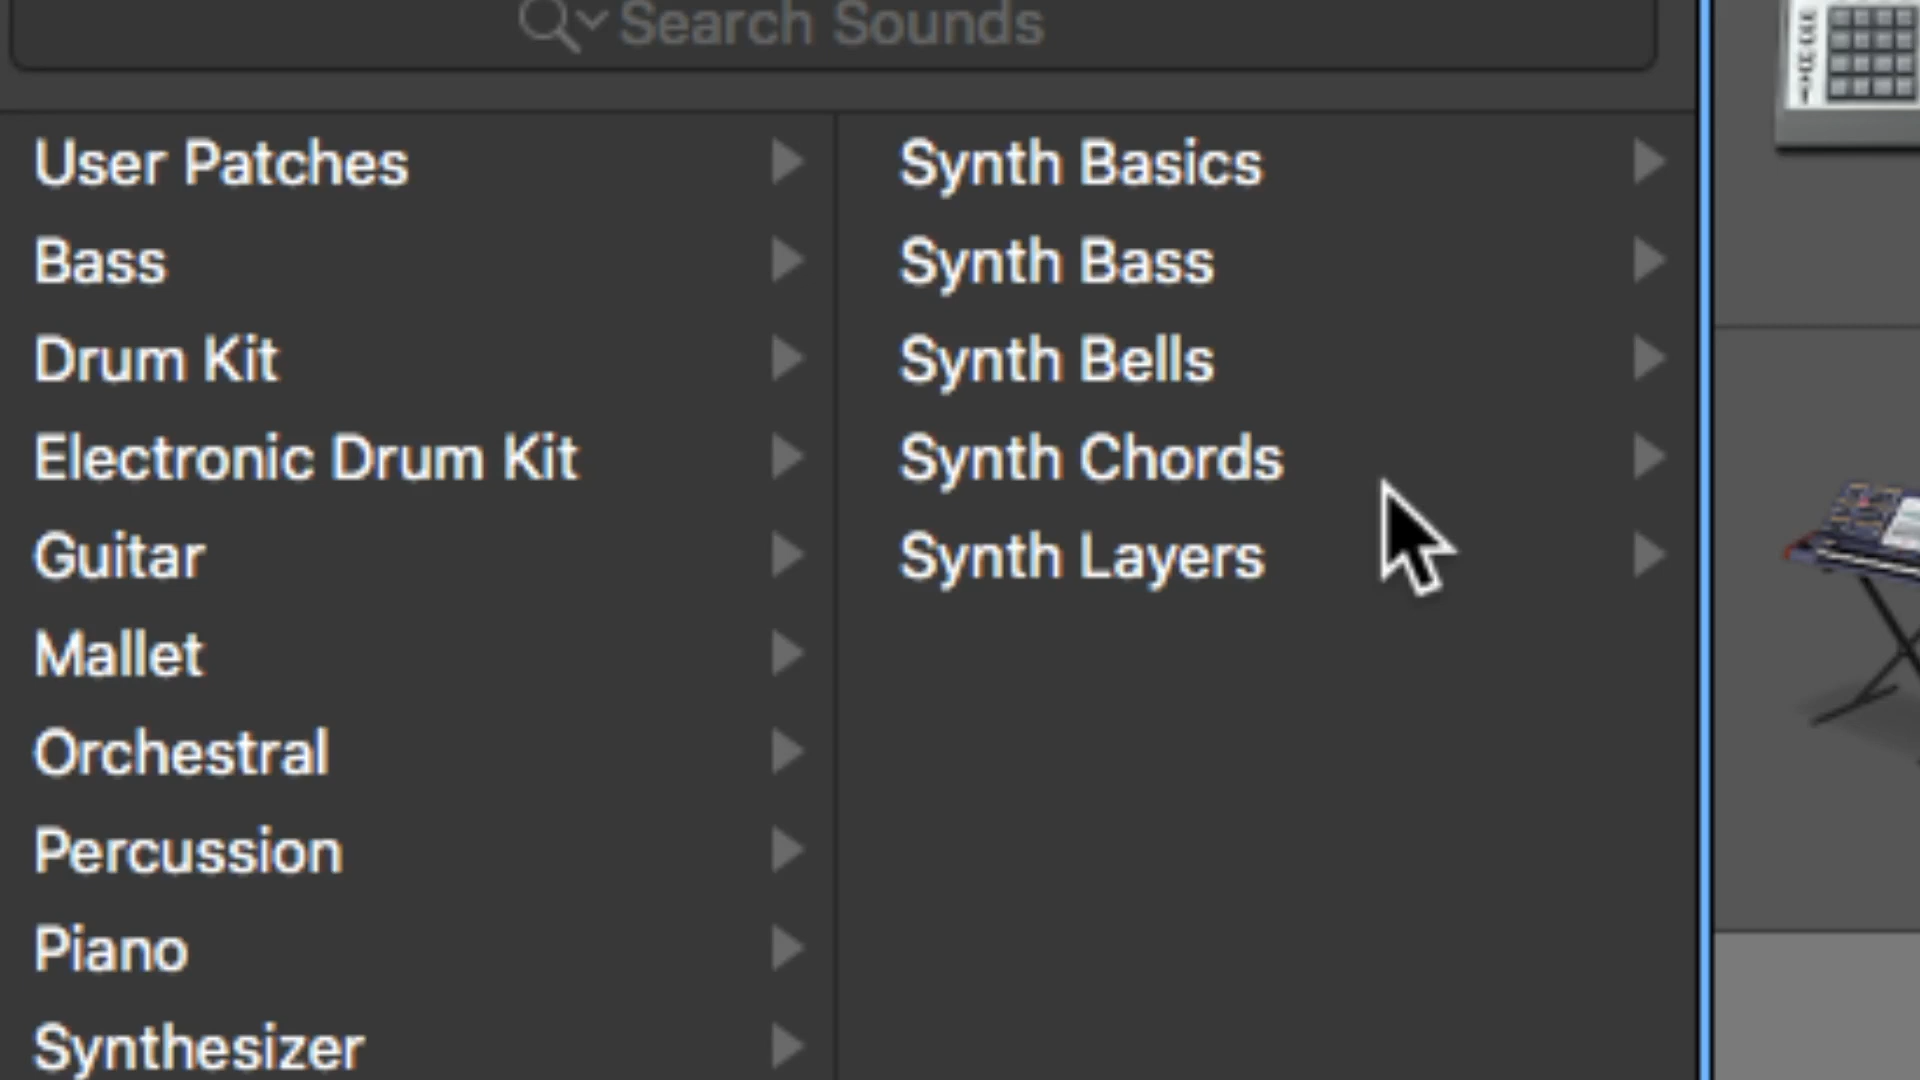 Search Sounds
User Patches
Bass
Drum Kit
Electronic Drum Kit
Guitar
Mallet
Orchestral
Percussion
Piano
Synthesizer
Synth Basics
Synth Bass
Synth Bells
Synth Chords
Synth Layers